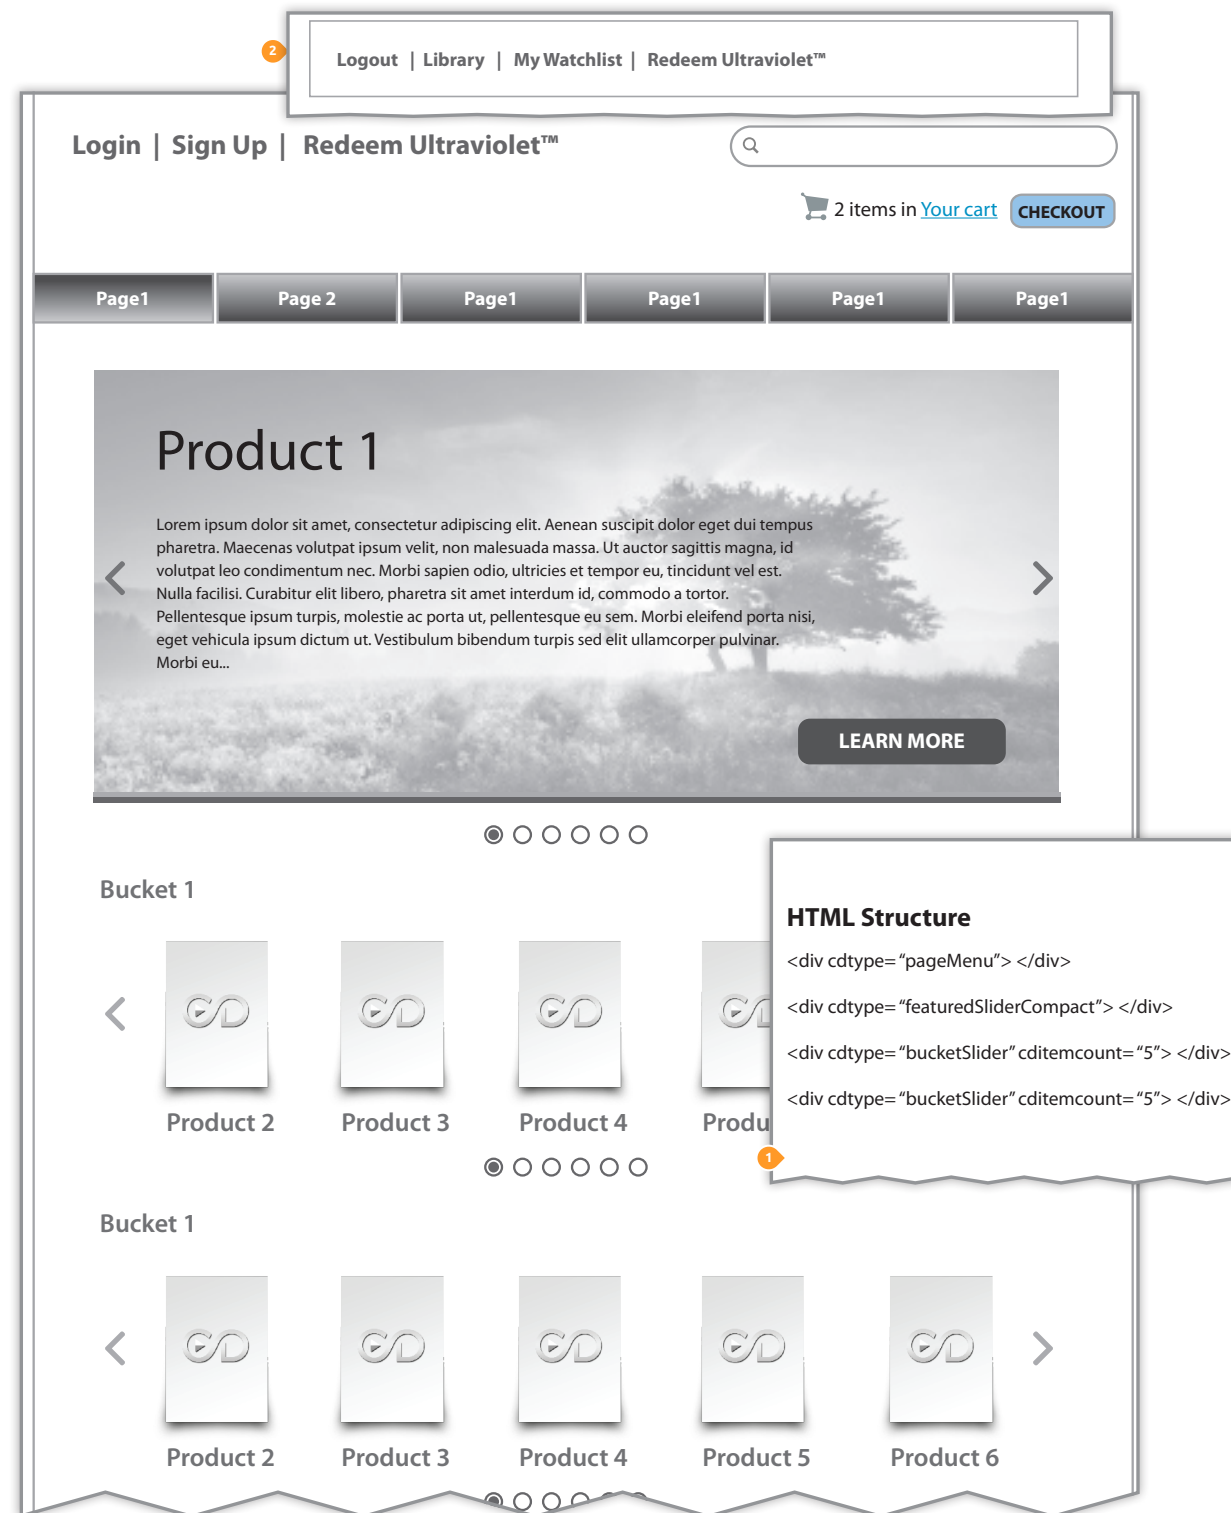 2
Logout | Library | My Watchlist | Redeem Ultraviolet™
Login | Sign Up | Redeem Ultraviolet™
2 items in Your cart CHECKOUT
Page1 Page 2 Page1 Page1 Page1 Page1
Product 1
Lorem ipsum dolor sit amet, consectetur adipiscing elit. Aenean suscipit dolor eget dui tempus
pharetra. Maecenas volutpat ipsum velit, non malesuada massa. Ut auctor sagittis magna, id
volutpat leo condimentum nec. Morbi sapien odio, ultricies et tempor eu, tincidunt vel est.
Nulla facilisi. Curabitur elit libero, pharetra sit amet interdum id, commodo a tortor.
Pellentesque ipsum turpis, molestie ac porta ut, pellentesque eu sem. Morbi eleifend porta nisi,
eget vehicula ipsum dictum ut. Vestibulum bibendum turpis sed elit ullamcorper pulvinar.
Morbi eu...
LEARN MORE
Bucket 1
Product 2 Product 3 Product 4 Produ
HTML Structure
<div cdtype=“pageMenu”> </div>
<div cdtype=“featuredSliderCompact”> </div>
<div cdtype=“bucketSlider” cditemcount=“5”> </div>
<div cdtype=“bucketSlider” cditemcount=“5”> </div>
1
Bucket 1
Product 2 Product 3 Product 4 Product 5 Product 6